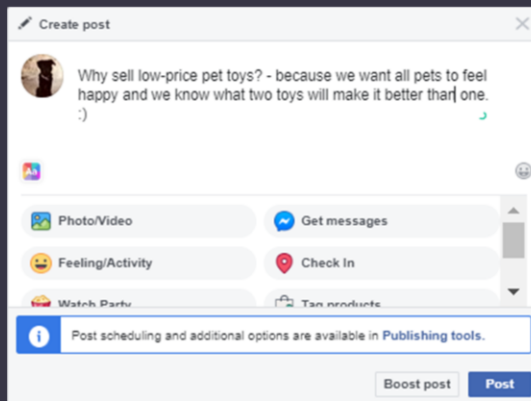 Create post
Why sell low-price pet toys? - because we want all pets to feel
happy and we know what two toys will make it better than one.
:)
Aa
Photo/Video
Get messages
Feeling/Activity
Check In
Watch Party
Tag products
Post scheduling and additional options are available in Publishing tools.
Boost post
Post